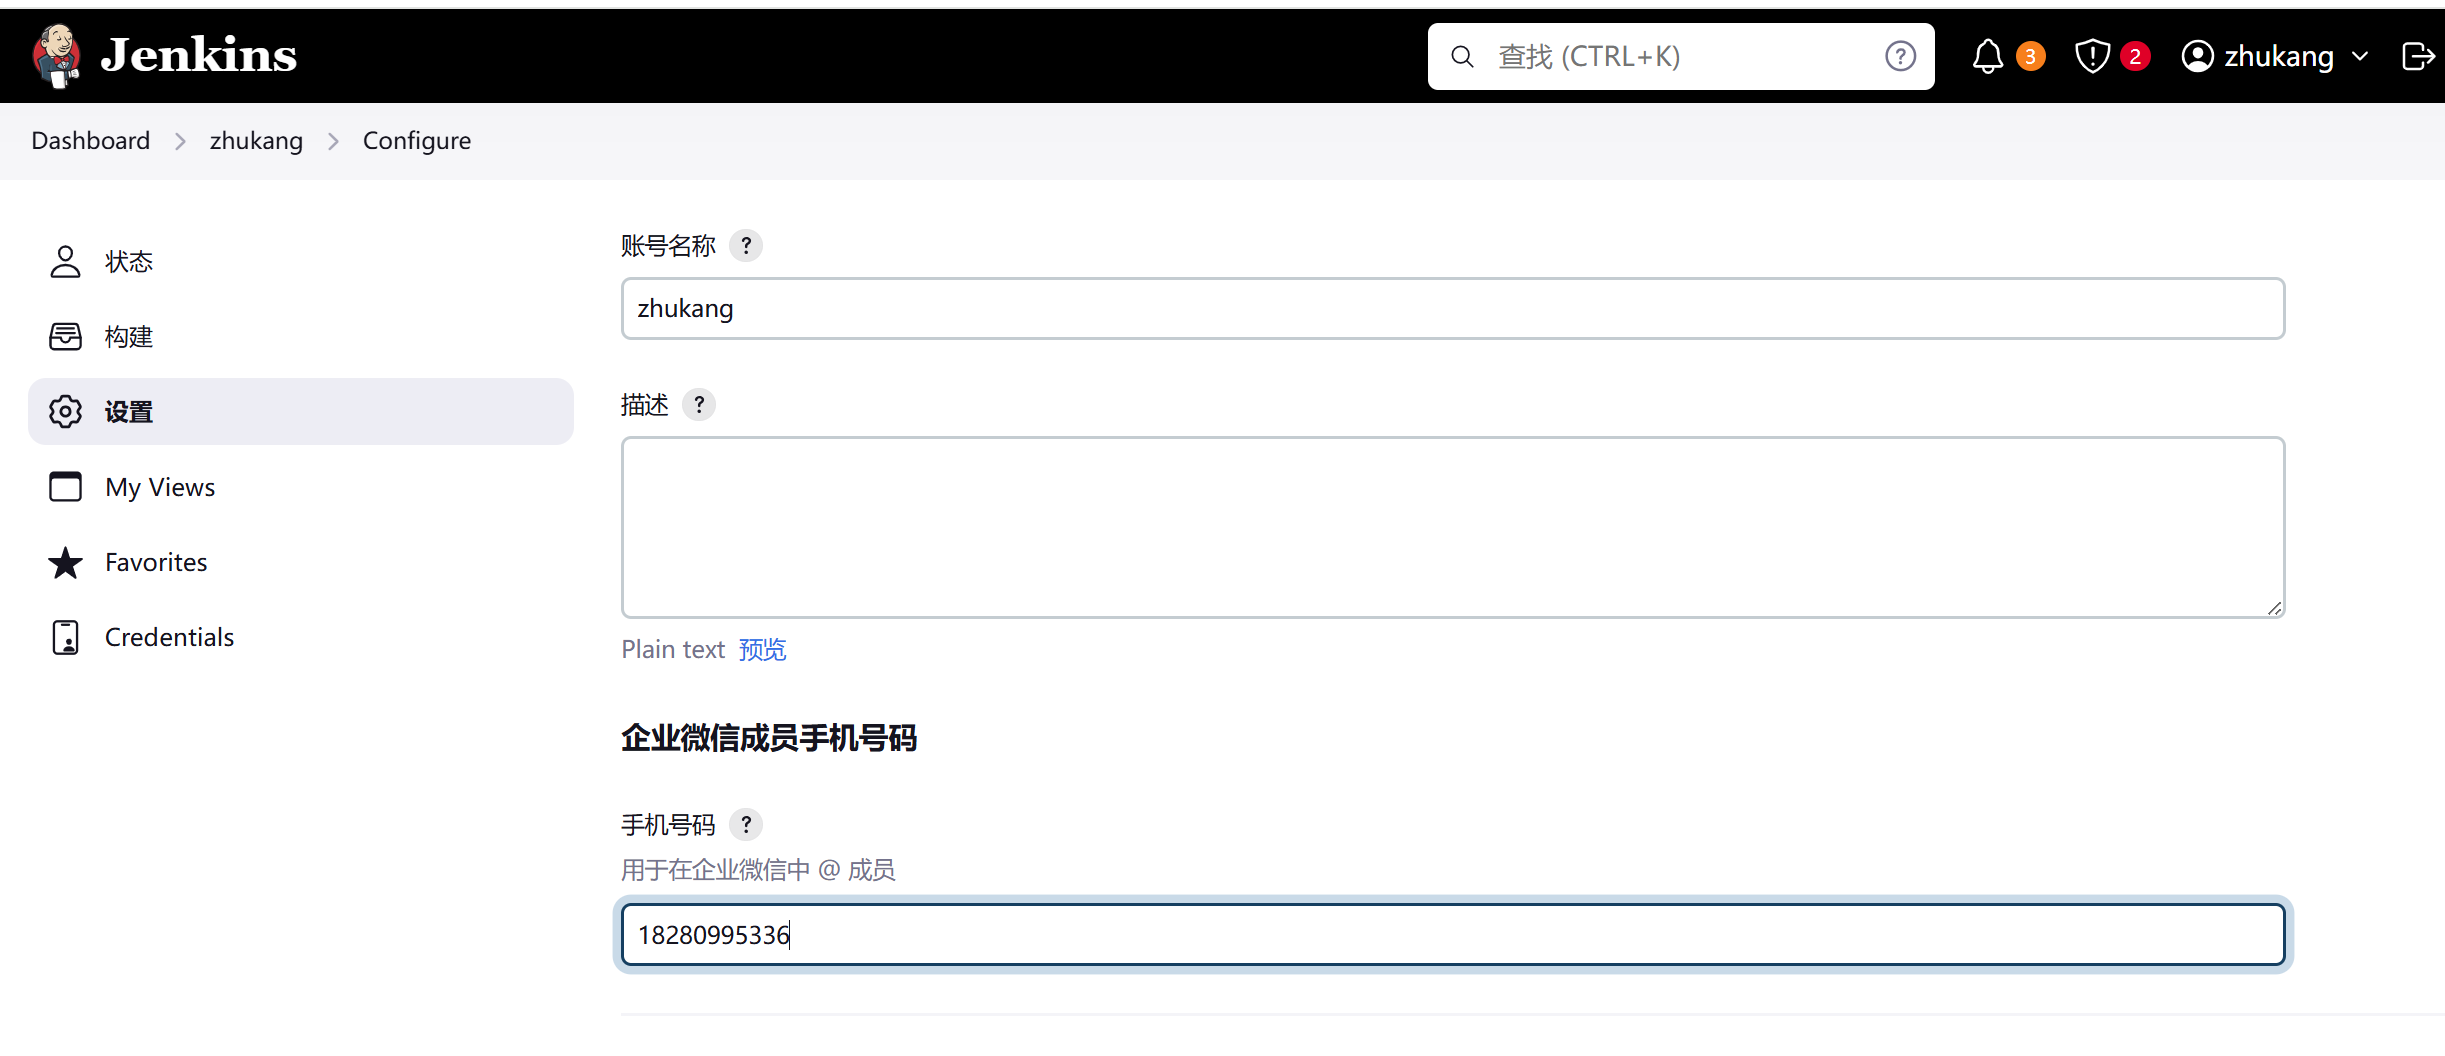 Jenkins
查找 (CTRL+K)
?
3
2
zhukang
Dashboard
zhukang
Configure
状态
构建
设置
My Views
Favorites
Credentials
账号名称 ?
zhukang
描述 ?
Plain text 预览
企业微信成员手机号码
手机号码 ?
用于在企业微信中 @ 成员
18280995336